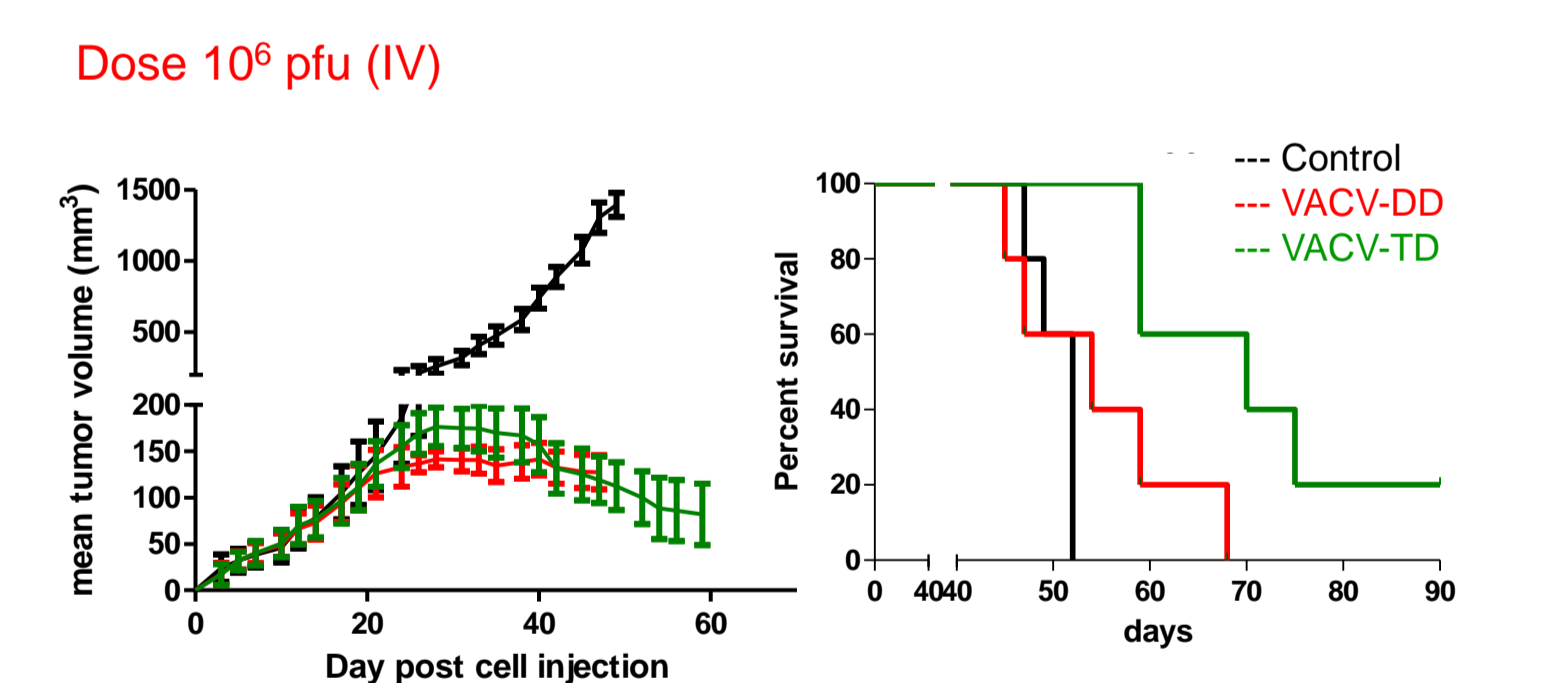 Dose 10⁶ pfu (IV)
mean tumor volume (mm³)
1500
1000
500
200
150
100
50
0
0 20 40 60
Day post cell injection
--- Control
--- VACV-DD
--- VACV-TD
Percent survival
100
80
60
40
20
0
0 40 40 50 60 70 80 90
days